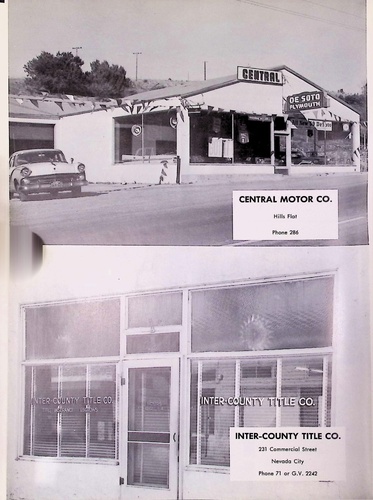 CENTRAL
DE SOTO
PLYMOUTH
CENTRAL MOTOR CO.
Hills Flat
Phone 286
INTER-COUNTY TITLE CO.
INTER-COUNTY TITLE CO.
INTER-COUNTY TITLE CO.
231 Commercial Street
Nevada City
Phone 71 or G.V. 2242